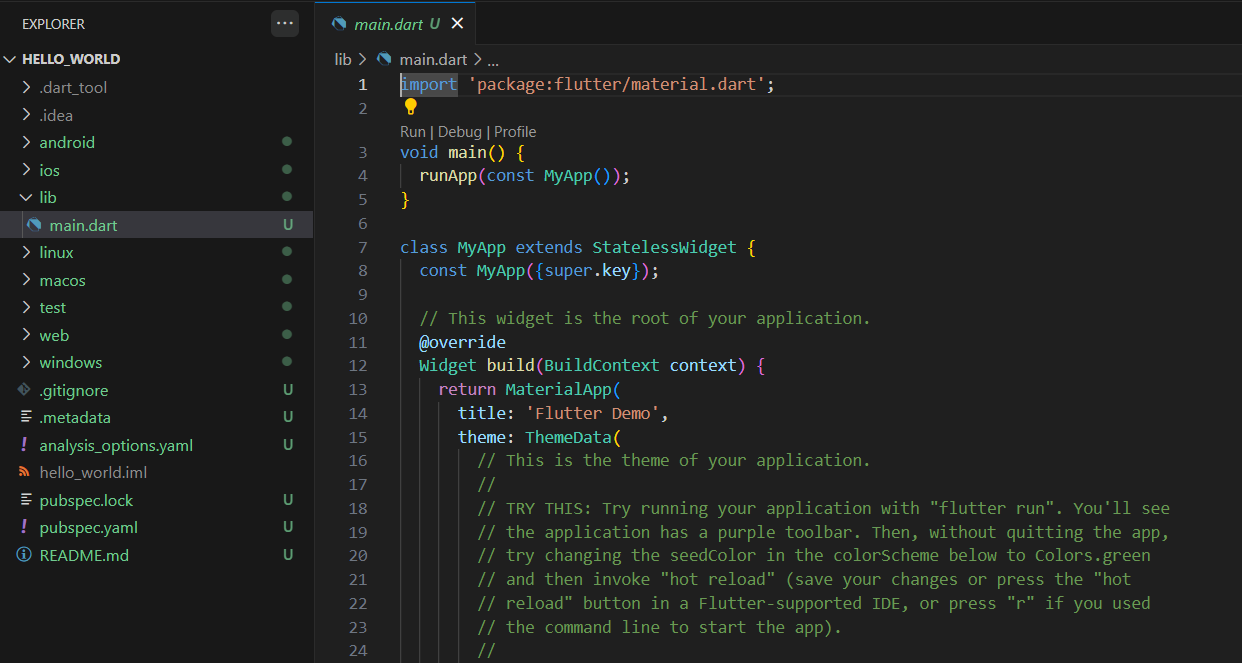 EXPLORER
...
HELLO_WORLD
.dart_tool
.idea
android
ios
lib
main.dart U
linux
macos
test
web
windows
.gitignore U
.metadata U
analysis_options.yaml U
hello_world.iml
pubspec.lock U
pubspec.yaml U
README.md U
main.dart U
lib > main.dart > ...
1 import 'package:flutter/material.dart';
2
Run | Debug | Profile
3 void main() {
4 runApp(const MyApp());
5 }
6
7 class MyApp extends StatelessWidget {
8 const MyApp({super.key});
9
10 // This widget is the root of your application.
11 @override
12 Widget build(BuildContext context) {
13 return MaterialApp(
14 title: 'Flutter Demo',
15 theme: ThemeData(
16 // This is the theme of your application.
17 //
18 // TRY THIS: Try running your application with "flutter run". You'll see
19 // the application has a purple toolbar. Then, without quitting the app,
20 // try changing the seedColor in the colorScheme below to Colors.green
21 // and then invoke "hot reload" (save your changes or press the "hot
22 // reload" button in a Flutter-supported IDE, or press "r" if you used
23 // the command line to start the app).
24 //